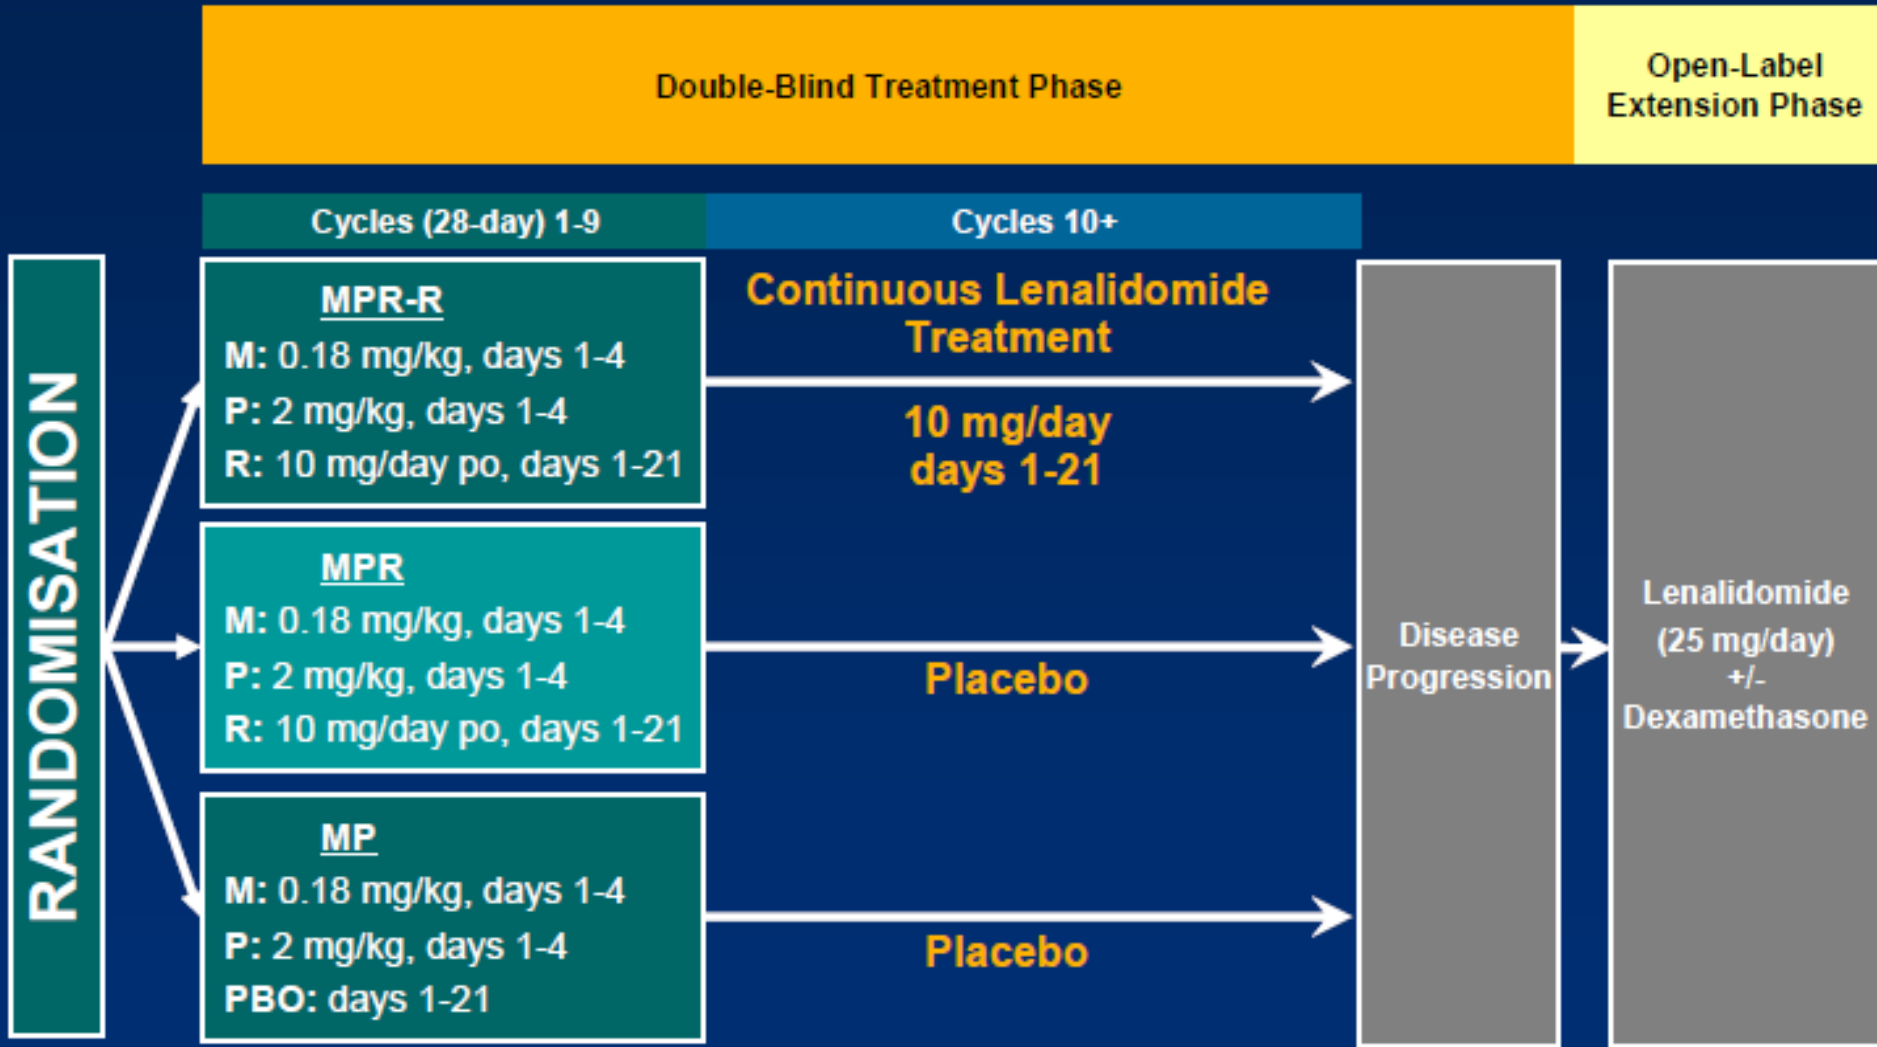 Double-Blind Treatment Phase
Open-Label
Extension Phase
Cycles (28-day) 1-9
Cycles 10+
RANDOMISATION
MPR-R
M: 0.18 mg/kg, days 1-4
P: 2 mg/kg, days 1-4
R: 10 mg/day po, days 1-21
Continuous Lenalidomide
Treatment
10 mg/day
days 1-21
MPR
M: 0.18 mg/kg, days 1-4
P: 2 mg/kg, days 1-4
R: 10 mg/day po, days 1-21
Placebo
MP
M: 0.18 mg/kg, days 1-4
P: 2 mg/kg, days 1-4
PBO: days 1-21
Placebo
Disease
Progression
Lenalidomide
(25 mg/day)
+/-
Dexamethasone